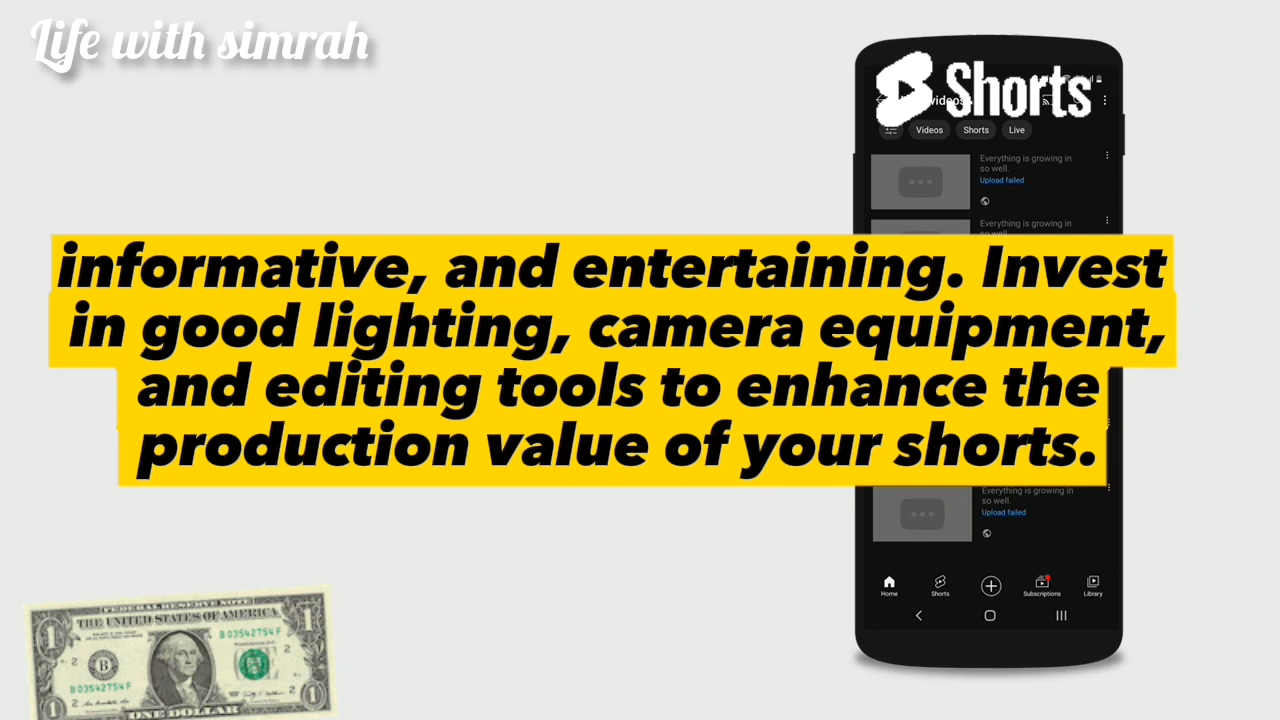 Life with simrah
Shorts
Videos
Shorts
Live
Everything is growing in
so well.
Upload failed
Everything is growing in
informative, and entertaining. Invest
in good lighting, camera equipment,
and editing tools to enhance the
production value of your shorts.
Everything is growing in
so well.
Upload failed
Home
Shorts
Subscriptions
Library
FEDERAL RESERVE NOTE
THE UNITED STATES OF AMERICA
B 03542754 F
B 03542754 F
ONE DOLLAR